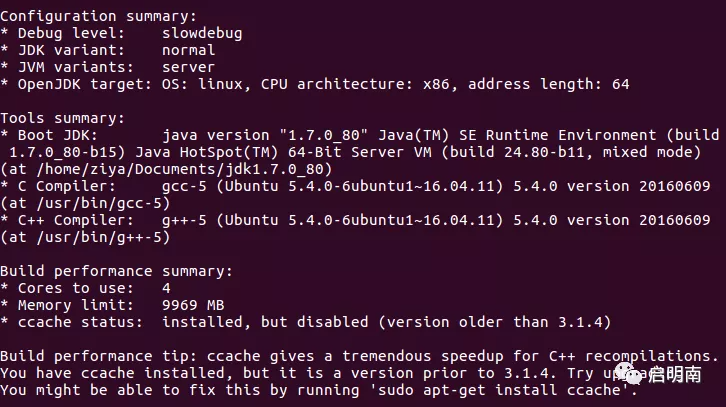 Configuration summary:
* Debug level:    slowdebug
* JDK variant:    normal
* JVM variants:   server
* OpenJDK target: OS: linux, CPU architecture: x86, address length: 64

Tools summary:
* Boot JDK:       java version "1.7.0_80" Java(TM) SE Runtime Environment (build
 1.7.0_80-b15) Java HotSpot(TM) 64-Bit Server VM (build 24.80-b11, mixed mode)
(at /home/ziya/Documents/jdk1.7.0_80)
* C Compiler:     gcc-5 (Ubuntu 5.4.0-6ubuntu1~16.04.11) 5.4.0 version 20160609
(at /usr/bin/gcc-5)
* C++ Compiler:   g++-5 (Ubuntu 5.4.0-6ubuntu1~16.04.11) 5.4.0 version 20160609
(at /usr/bin/g++-5)

Build performance summary:
* Cores to use:   4
* Memory limit:   9969 MB
* ccache status:  installed, but disabled (version older than 3.1.4)

Build performance tip: ccache gives a tremendous speedup for C++ recompilations.
You have ccache installed, but it is a version prior to 3.1.4. Try
You might be able to fix this by running 'sudo apt-get install ccache'.
启明南